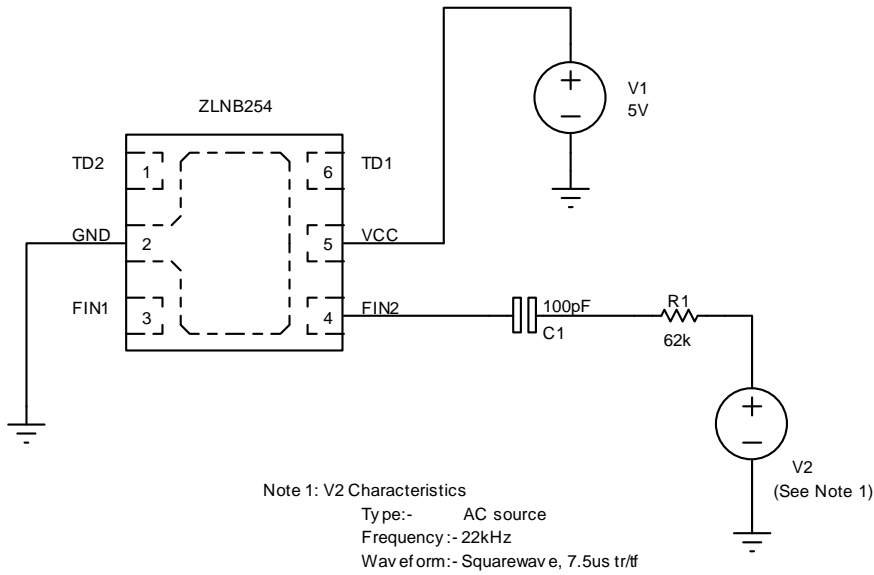 ZLNB254
V1
5V
TD2
1
6
TD1
GND
2
5
VCC
FIN1
3
4
FIN2
100pF
C1
R1
62k
V2
(See Note 1)
Note 1: V2 Characteristics
Type:- AC source
Frequency:- 22kHz
Waveform:- Squarewave, 7.5us tr/tf